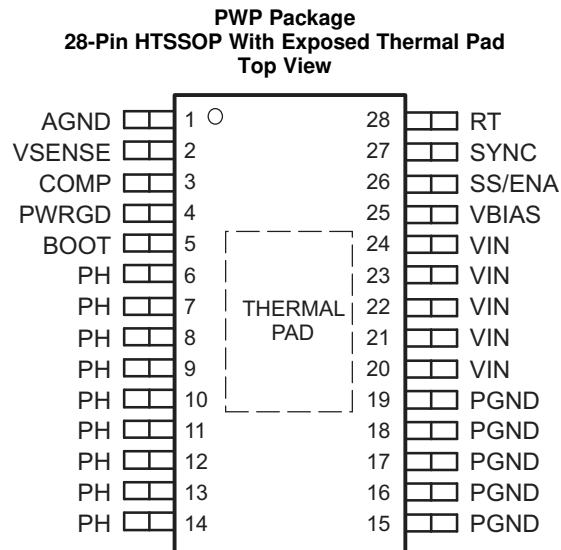 PWP Package
28-Pin HTSSOP With Exposed Thermal Pad
Top View
AGND 1 28 RT
VSENSE 2 27 SYNC
COMP 3 26 SS/ENA
PWRGD 4 25 VBIAS
BOOT 5 24 VIN
PH 6 23 VIN
PH 7 22 VIN
PH 8 21 VIN
PH 9 20 VIN
PH 10 19 PGND
PH 11 18 PGND
PH 12 17 PGND
PH 13 16 PGND
PH 14 15 PGND
THERMAL
PAD